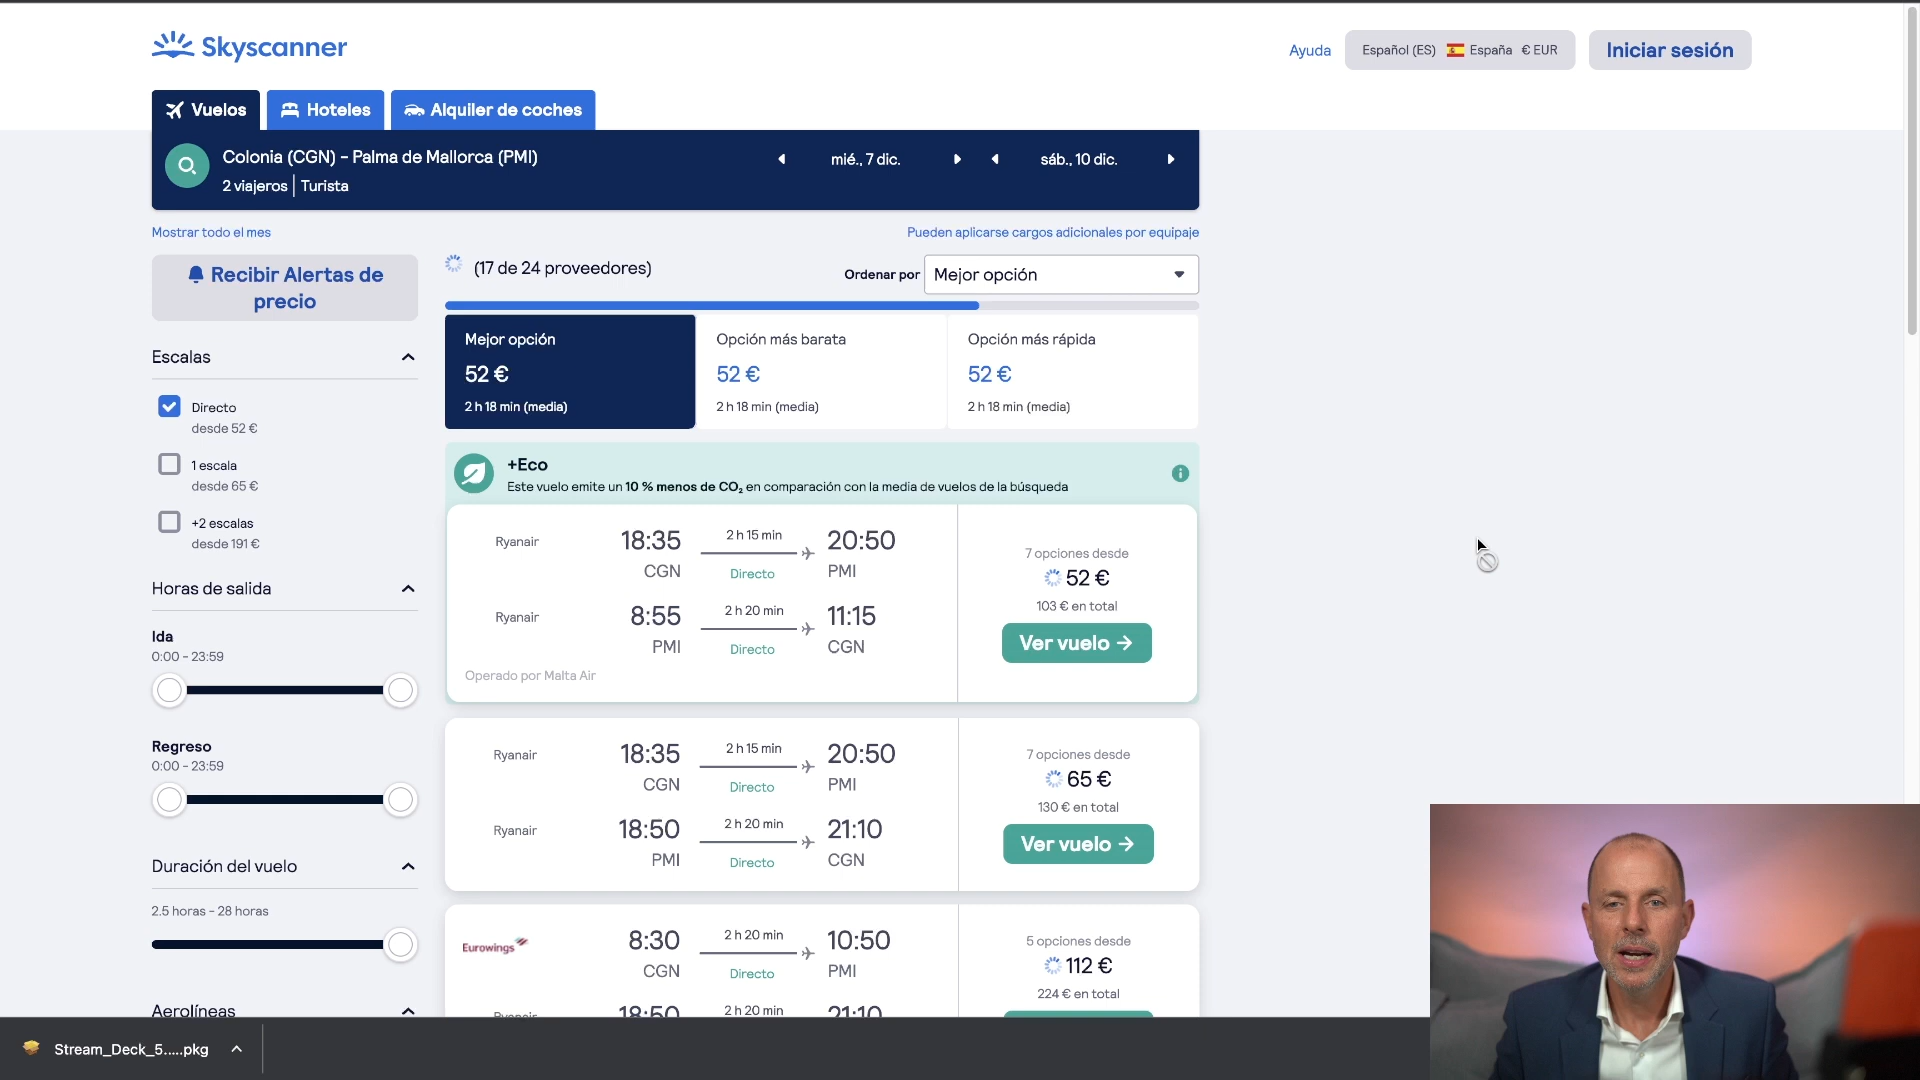 Skyscanner
Ayuda
Español (ES) España € EUR
Iniciar sesión
Vuelos
Hoteles
Alquiler de coches
Colonia (CGN) - Palma de Mallorca (PMI)
2 viajeros | Turista
mié., 7 dic.
sáb., 10 dic.
Mostrar todo el mes
Pueden aplicarse cargos adicionales por equipaje
Recibir Alertas de
precio
(17 de 24 proveedores)
Ordenar por
Mejor opción
Mejor opción
52 €
2 h 18 min (media)
Opción más barata
52 €
2 h 18 min (media)
Opción más rápida
52 €
2 h 18 min (media)
Escalas
Directo
desde 52 €
1 escala
desde 65 €
+2 escalas
desde 191 €
Horas de salida
Ida
0:00 - 23:59
Regreso
0:00 - 23:59
Duración del vuelo
2.5 horas - 28 horas
Aerolíneas
+Eco
Este vuelo emite un 10 % menos de CO₂ en comparación con la media de vuelos de la búsqueda
Ryanair
18:35
CGN
2 h 15 min
Directo
20:50
PMI
Ryanair
8:55
PMI
2 h 20 min
Directo
11:15
CGN
Operado por Malta Air
7 opciones desde
52 €
103 € en total
Ver vuelo →
Ryanair
18:35
CGN
2 h 15 min
Directo
20:50
PMI
Ryanair
18:50
PMI
2 h 20 min
Directo
21:10
CGN
7 opciones desde
65 €
130 € en total
Ver vuelo →
Eurowings
8:30
CGN
2 h 20 min
Directo
10:50
PMI
Ryanair
18:50
2 h 20 min
21:10
5 opciones desde
112 €
224 € en total
Stream_Deck_5.....pkg